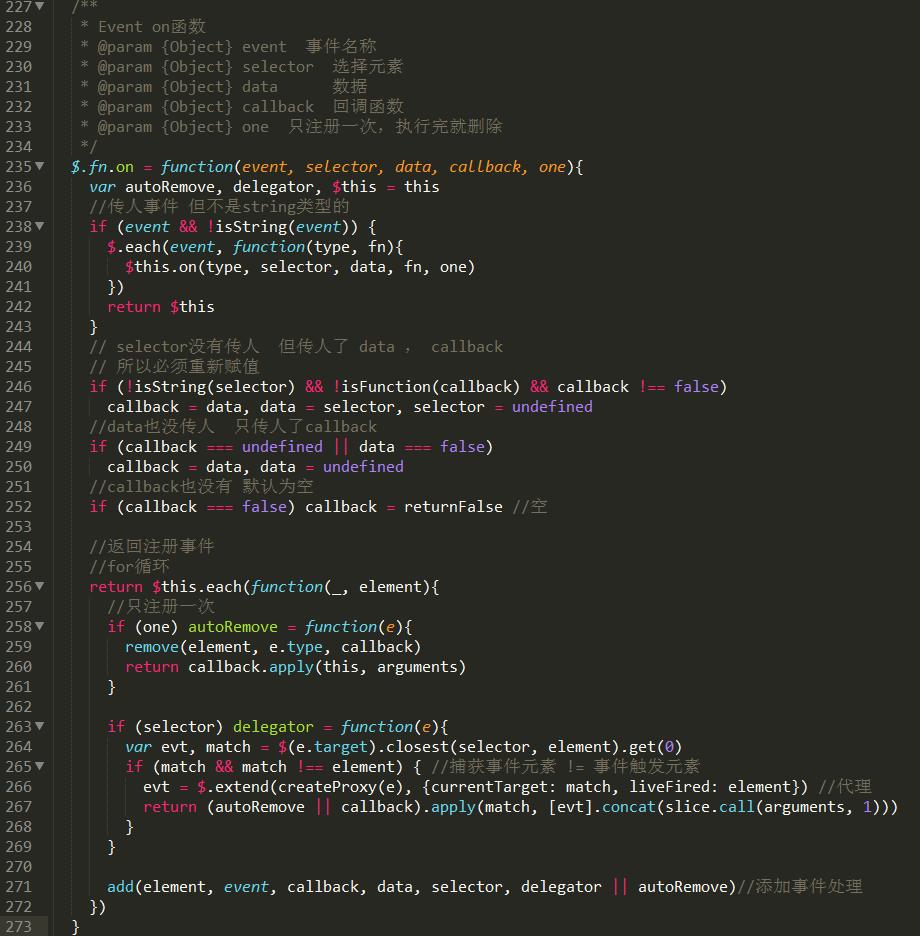 227 /**
228  * Event on函数
229  * @param {Object} event  事件名称
230  * @param {Object} selector  选择元素
231  * @param {Object} data      数据
232  * @param {Object} callback  回调函数
233  * @param {Object} one  只注册一次，执行完就删除
234  */
235 $.fn.on = function(event, selector, data, callback, one){
236   var autoRemove, delegator, $this = this
237   //传人事件 但不是string类型的
238   if (event && !isString(event)) {
239     $.each(event, function(type, fn){
240       $this.on(type, selector, data, fn, one)
241     })
242     return $this
243   }
244   // selector没有传人  但传人了 data ， callback
245   // 所以必须重新赋值
246   if (!isString(selector) && !isFunction(callback) && callback !== false)
247     callback = data, data = selector, selector = undefined
248   //data也没传人  只传人了callback
249   if (callback === undefined || data === false)
250     callback = data, data = undefined
251   //callback也没有 默认为空
252   if (callback === false) callback = returnFalse //空
253
254   //返回注册事件
255   //for循环
256   return $this.each(function(_, element){
257     //只注册一次
258     if (one) autoRemove = function(e){
259       remove(element, e.type, callback)
260       return callback.apply(this, arguments)
261     }
262
263     if (selector) delegator = function(e){
264       var evt, match = $(e.target).closest(selector, element).get(0)
265       if (match && match !== element) { //捕获事件元素 != 事件触发元素
266         evt = $.extend(createProxy(e), {currentTarget: match, liveFired: element}) //代理
267         return (autoRemove || callback).apply(match, [evt].concat(slice.call(arguments, 1)))
268       }
269     }
270
271     add(element, event, callback, data, selector, delegator || autoRemove)//添加事件处理
272   })
273 }